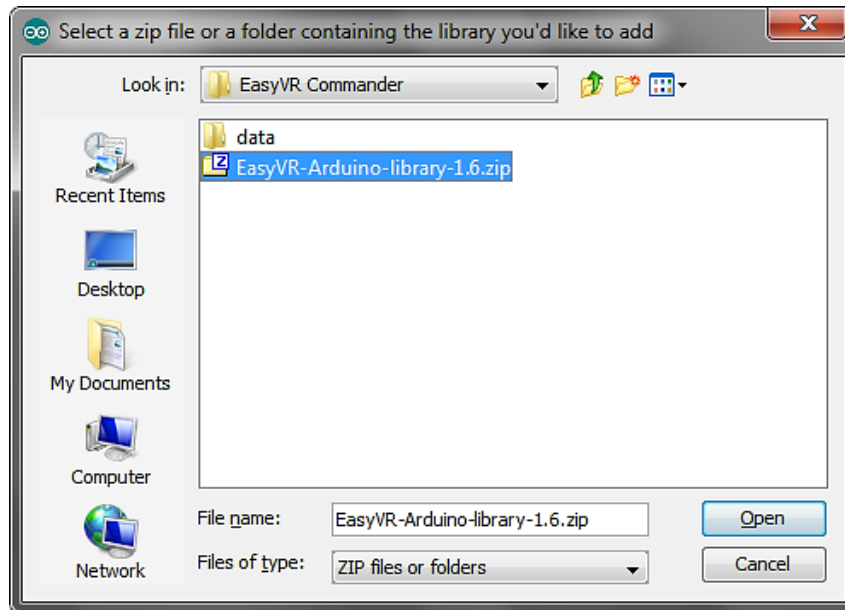 Select a zip file or a folder containing the library you'd like to add
Look in:
EasyVR Commander
data
EasyVR-Arduino-library-1.6.zip
Recent Items
Desktop
My Documents
Computer
Network
File name:
EasyVR-Arduino-library-1.6.zip
Open
Files of type:
ZIP files or folders
Cancel